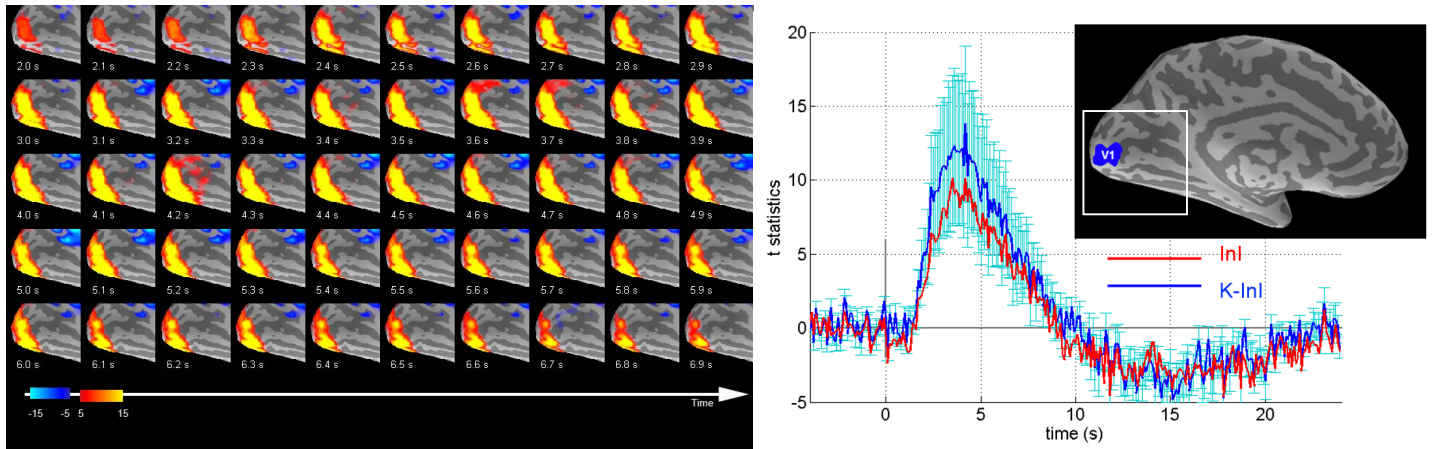 2.0 s 2.1 s 2.2 s 2.3 s 2.4 s 2.5 s 2.6 s 2.7 s 2.8 s 2.9 s
3.0 s 3.1 s 3.2 s 3.3 s 3.4 s 3.5 s 3.6 s 3.7 s 3.8 s 3.9 s
4.0 s 4.1 s 4.2 s 4.3 s 4.4 s 4.5 s 4.6 s 4.7 s 4.8 s 4.9 s
5.0 s 5.1 s 5.2 s 5.3 s 5.4 s 5.5 s 5.6 s 5.7 s 5.8 s 5.9 s
6.0 s 6.1 s 6.2 s 6.3 s 6.4 s 6.5 s 6.6 s 6.7 s 6.8 s 6.9 s
Time
-15 -5 5 15
20
15
10
5
0
-5
t statistics
V1
InI
K-InI
0 5 10 15 20
time (s)